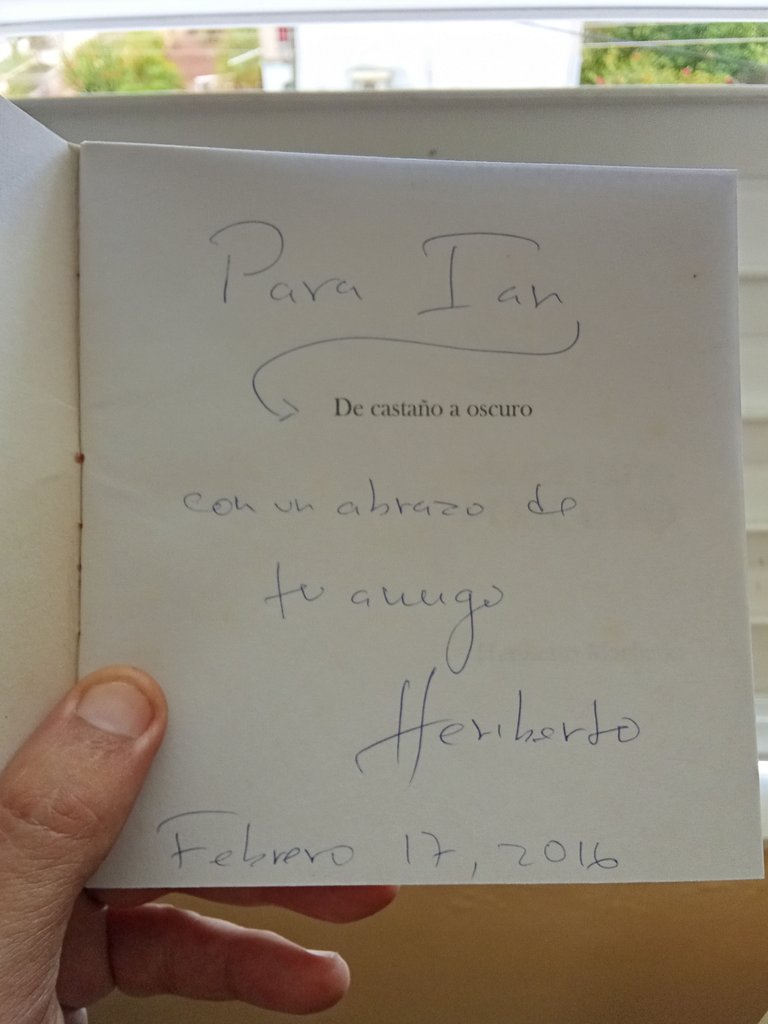 Para Ian
De castaño a oscuro
con un abrazo de
tu amigo
Heriberto
Febrero 17, 2016